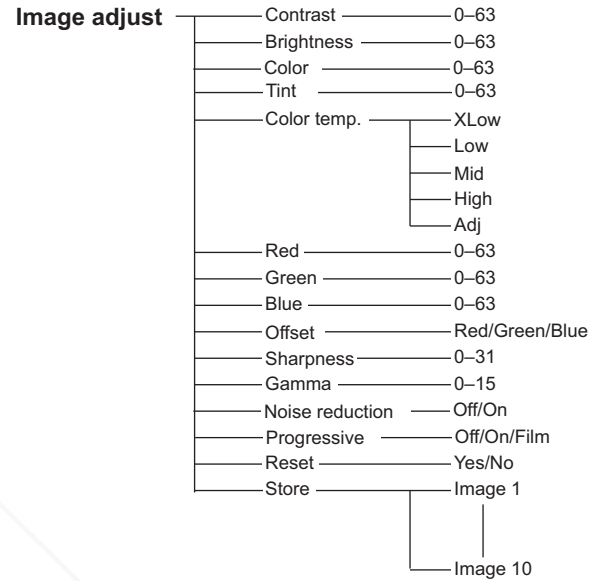 Image adjust Contrast 0–63
Brightness 0–63
Color 0–63
Tint 0–63
Color temp. XLow
Low
Mid
High
Adj
Red 0–63
Green 0–63
Blue 0–63
Offset Red/Green/Blue
Sharpness 0–31
Gamma 0–15
Noise reduction Off/On
Progressive Off/On/Film
Reset Yes/No
Store Image 1
Image 10